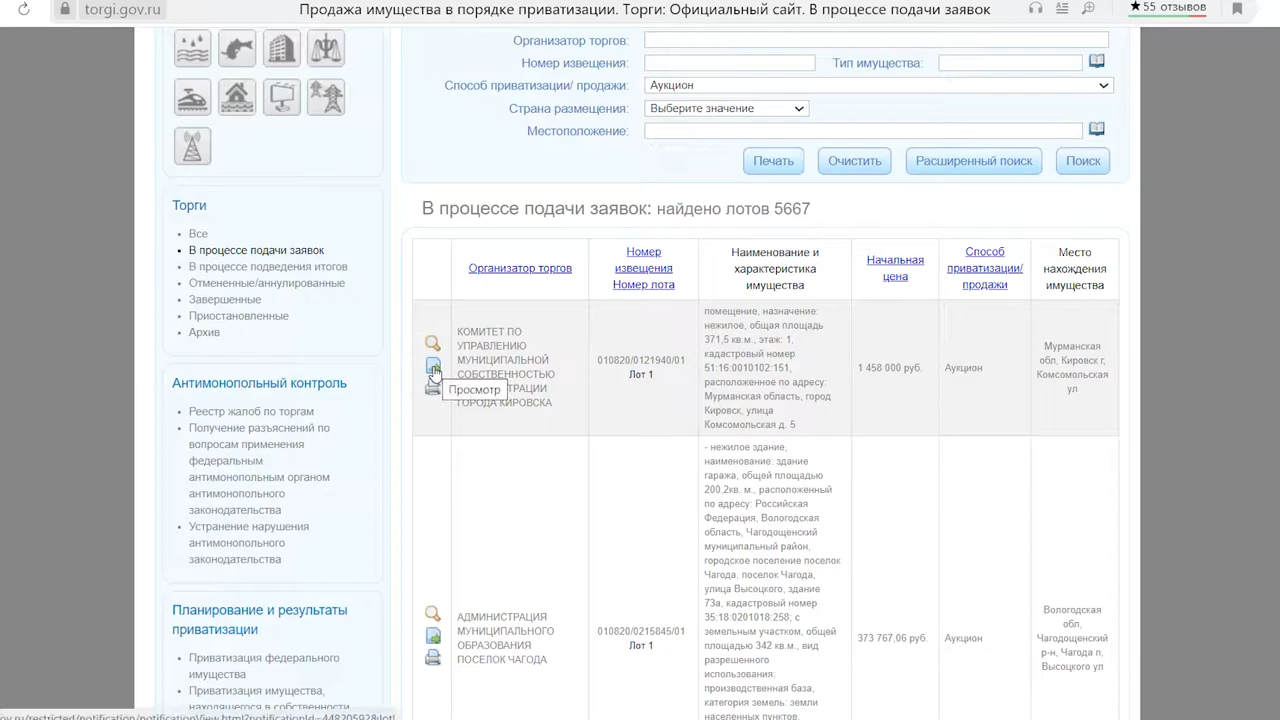 torgi.gov.ru
Продажа имущества в порядке приватизации. Торги: Официальный сайт. В процессе подачи заявок
★55 отзывов
Организатор торгов:
Номер извещения:
Тип имущества:
Способ приватизации/ продажи:
Аукцион
Страна размещения:
Выберите значение
Местоположение:
Печать
Очистить
Расширенный поиск
Поиск
Торги
Все
В процессе подачи заявок
В процессе подведения итогов
Отмененные/аннулированные
Завершенные
Приостановленные
Архив
Антимонопольный контроль
Реестр жалоб по торгам
Получение разъяснений по
вопросам применения
федеральным
антимонопольным органом
антимонопольного
законодательства
Устранение нарушения
антимонопольного
законодательства
Планирование и результаты
приватизации
Приватизация федерального
имущества
Приватизация имущества,
находящегося в собственности
В процессе подачи заявок: найдено лотов 5667
Организатор торгов
Номер
извещения
Номер лота
Наименование и
характеристика
имущества
Начальная
цена
Способ
приватизации/
продажи
Место
нахождения
имущества
КОМИТЕТ ПО
УПРАВЛЕНИЮ
МУНИЦИПАЛЬНОЙ
СОБСТВЕННОСТЬЮ
ТРАЦИИ
ГОРОДА КИРОВСКА
Просмотр
010820/0121940/01
Лот 1
помещение, назначение:
нежилое, общая площадь
371,5 кв.м., этаж: 1,
кадастровый номер
51:16:0010102:151,
расположенное по адресу:
Мурманская область, город
Кировск, улица
Комсомольская д. 5
1 458 000 руб.
Аукцион
Мурманская
обл, Кировск г,
Комсомольская
ул
АДМИНИСТРАЦИЯ
МУНИЦИПАЛЬНОГО
ОБРАЗОВАНИЯ
ПОСЕЛОК ЧАГОДА
010820/0215845/01
Лот 1
- нежилое здание,
наименование: здание
гаража, общей площадью
200,2кв. м., расположенный
по адресу: Российская
Федерация, Вологодская
область, Чагодощенский
муниципальный район,
городское поселение поселок
Чагода, поселок Чагода,
улица Высоцкого, здание
73а, кадастровый номер
35:18:0201018:258; с
земельным участком, общей
площадью 342 кв.м., вид
разрешенного
использования:
производственная база,
категория земель: земли
населенных пунктов,
373 767,06 руб.
Аукцион
Вологодская
обл,
Чагодощенский
р-н, Чагода п,
Высоцкого ул